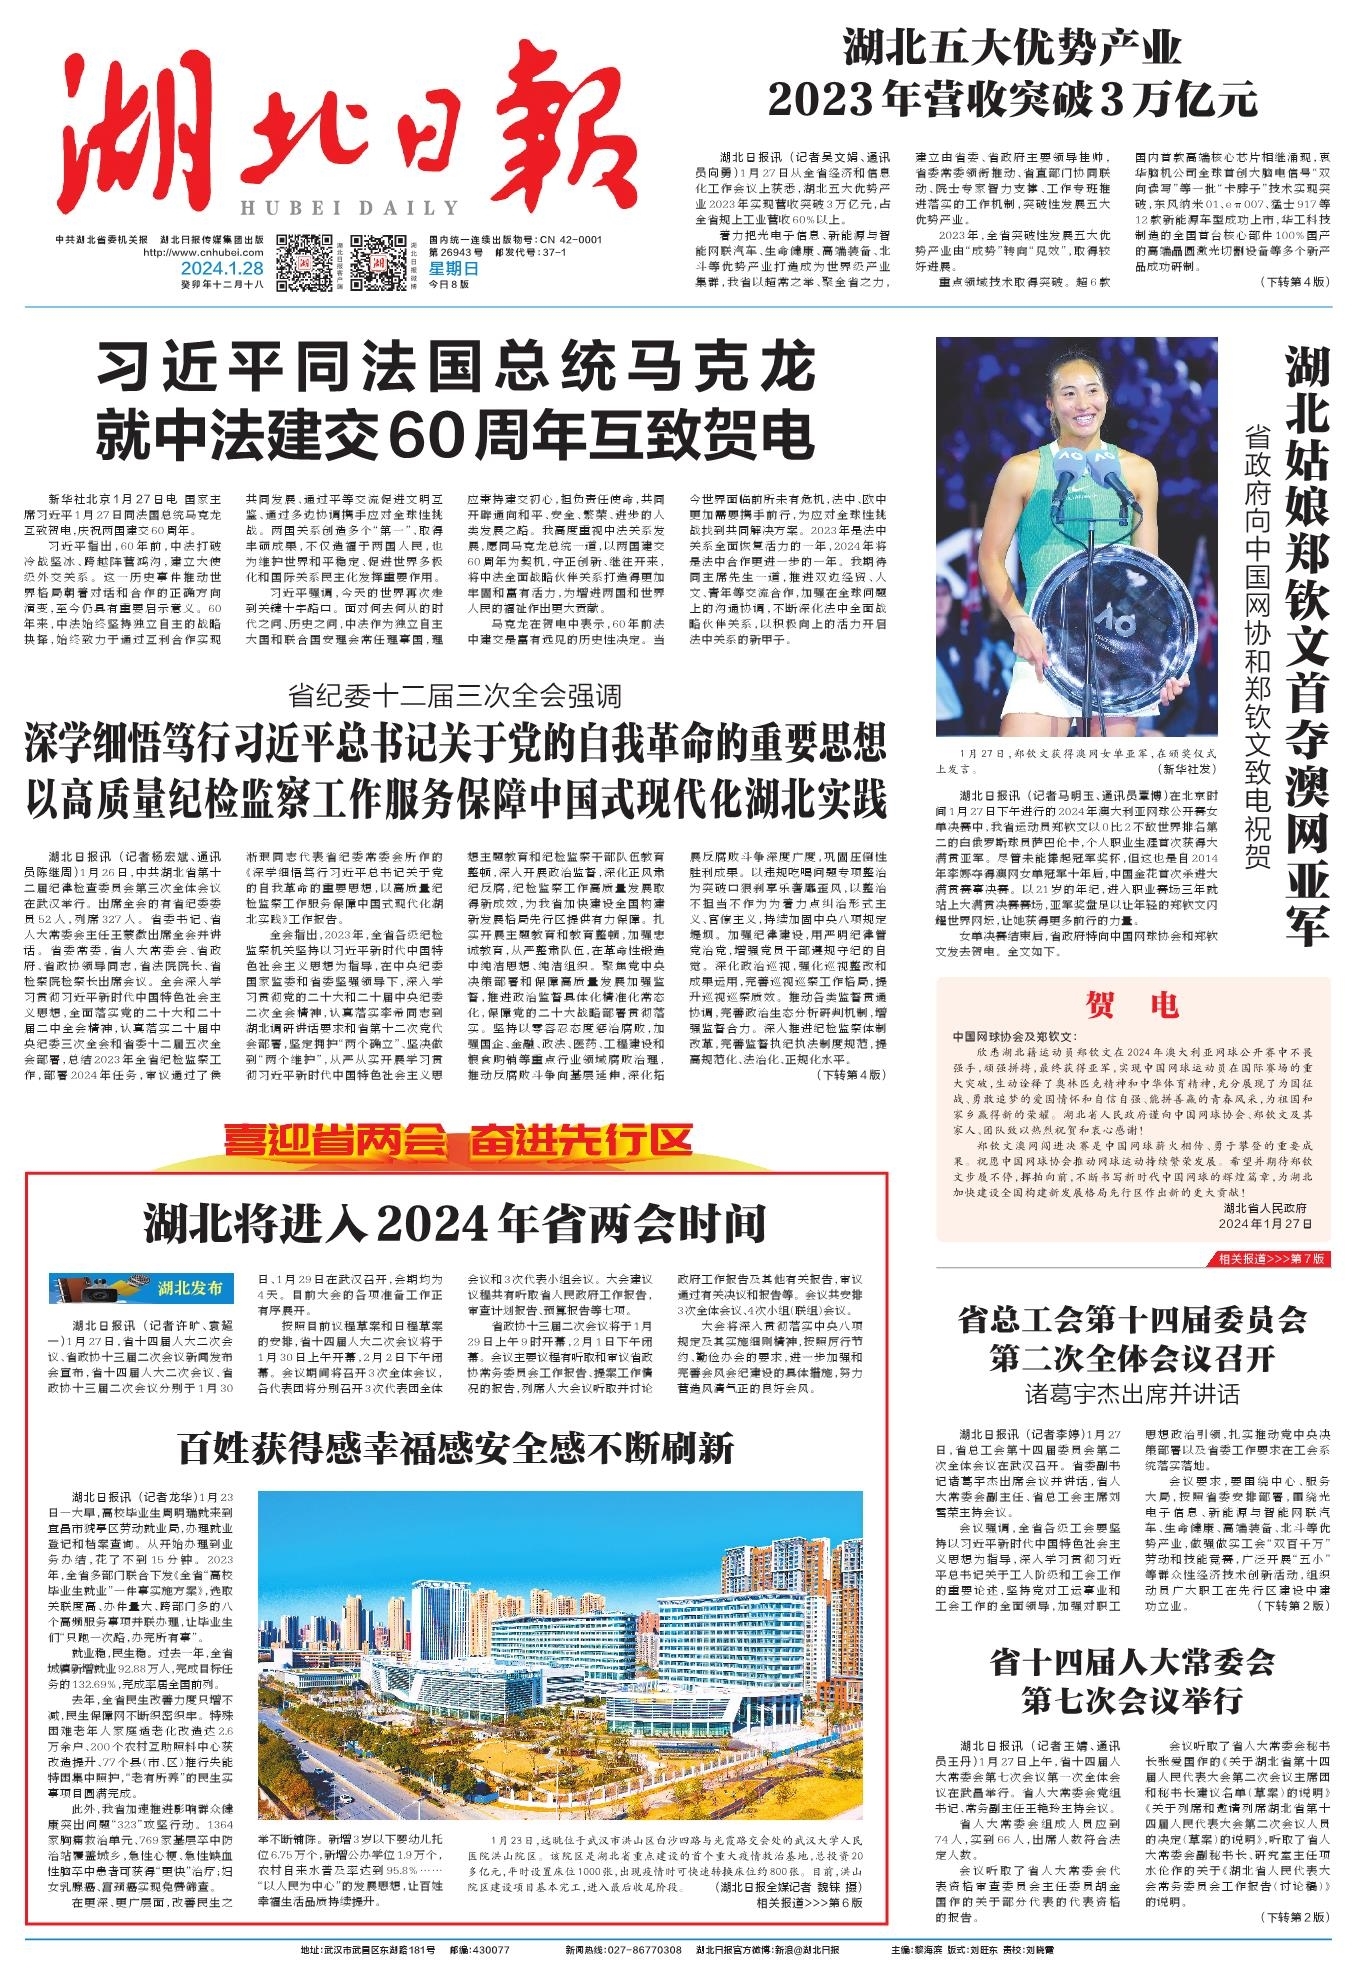 湖北日報
HUBEI DAILY
中共湖北省委机关报 湖北日报传媒集团出版
http://www.cnhubei.com
2024.1.28
癸卯年十二月十八
湖北日报客户端
湖北日报微博
国内统一连续出版物号：CN 42-0001
第26943号 邮发代号：37-1
星期日
今日8版
湖北五大优势产业
2023年营收突破3万亿元
湖北日报讯（记者吴文娟、通讯
员向勇）1月27日从全省经济和信息
化工作会议上获悉，湖北五大优势产
业2023年实现营收突破3万亿元，占
全省规上工业营收60%以上。
着力把光电子信息、新能源与智
能网联汽车、生命健康、高端装备、北
斗等优势产业打造成为世界级产业
集群，我省以超常之举、聚全省之力，
建立由省委、省政府主要领导挂帅，
省委常委领衔推动、省直部门协同联
动、院士专家智力支撑、工作专班推
进落实的工作机制，突破性发展五大
优势产业。
2023年，全省突破性发展五大优
势产业由“成势”转向“见效”，取得较
好进展。
重点领域技术取得突破。超6款
国内首款高端核心芯片相继涌现，衷
华脑机公司全球首创大脑电信号“双
向读写”等一批“卡脖子”技术实现突
破，东风纳米01、eπ007、猛士917等
12款新能源车型成功上市，华工科技
制造的全国首台核心部件100%国产
的高端晶圆激光切割设备等多个新产
品成功研制。
（下转第4版）
习近平同法国总统马克龙
就中法建交60周年互致贺电
新华社北京1月27日电 国家主
席习近平1月27日同法国总统马克龙
互致贺电，庆祝两国建交60周年。
习近平指出，60年前，中法打破
冷战坚冰、跨越阵营鸿沟，建立大使
级外交关系。这一历史事件推动世
界格局朝着对话和合作的正确方向
演变，至今仍具有重要启示意义。60
年来，中法始终坚持独立自主的战略
抉择，始终致力于通过互利合作实现
共同发展、通过平等交流促进文明互
鉴、通过多边协调携手应对全球性挑
战。两国关系创造多个“第一”，取得
丰硕成果，不仅造福于两国人民，也
为维护世界和平稳定、促进世界多极
化和国际关系民主化发挥重要作用。
习近平强调，今天的世界再次走
到关键十字路口。面对何去何从的时
代之问、历史之问，中法作为独立自主
大国和联合国安理会常任理事国，理
应秉持建交初心，担负责任使命，共同
开辟通向和平、安全、繁荣、进步的人
类发展之路。我高度重视中法关系发
展，愿同马克龙总统一道，以两国建交
60周年为契机，守正创新、继往开来，
将中法全面战略伙伴关系打造得更加
牢固和富有活力，为增进两国和世界
人民的福祉作出更大贡献。
马克龙在贺电中表示，60年前法
中建交是富有远见的历史性决定。当
今世界面临前所未有危机，法中、欧中
更加需要携手前行，为应对全球性挑
战找到共同解决方案。2023年是法中
关系全面恢复活力的一年，2024年将
是法中合作更进一步的一年。我期待
同主席先生一道，推进双边经贸、人
文、青年等交流合作，加强在全球问题
上的沟通协调，不断深化法中全面战
略伙伴关系，以积极向上的活力开启
法中关系的新甲子。
1月27日，郑钦文获得澳网女单亚军，在颁奖仪式
上发言。 （新华社发）
湖北姑娘郑钦文首夺澳网亚军
省政府向中国网协和郑钦文致电祝贺
湖北日报讯（记者马明玉、通讯员覃博）在北京时
间1月27日下午进行的2024年澳大利亚网球公开赛女
单决赛中，我省运动员郑钦文以0比2不敌世界排名第
二的白俄罗斯球员萨巴伦卡，个人职业生涯首次获得大
满贯亚军。尽管未能捧起冠军奖杯，但这也是自2014
年李娜夺得澳网女单冠军十年后，中国金花首次杀进大
满贯赛事决赛。以21岁的年纪，进入职业赛场三年就
站上大满贯决赛赛场，亚军奖盘足以让年轻的郑钦文闪
耀世界网坛，让她获得更多前行的力量。
女单决赛结束后，省政府特向中国网球协会和郑钦
文发去贺电。全文如下。
贺 电
中国网球协会及郑钦文：
欣悉湖北籍运动员郑钦文在2024年澳大利亚网球公开赛中不畏
强手，顽强拼搏，最终获得亚军，实现中国网球运动员在国际赛场的重
大突破，生动诠释了奥林匹克精神和中华体育精神，充分展现了为国征
战、勇敢追梦的爱国情怀和自信自强、能拼善赢的青春风采，为祖国和
家乡赢得新的荣耀。湖北省人民政府谨向中国网球协会、郑钦文及其
家人、团队致以热烈祝贺和衷心感谢！
郑钦文澳网闯进决赛是中国网球薪火相传、勇于攀登的重要成
果。祝愿中国网球协会推动网球运动持续繁荣发展。希望并期待郑钦
文步履不停，挥拍向前，不断书写新时代中国网球的辉煌篇章，为湖北
加快建设全国构建新发展格局先行区作出新的更大贡献！
湖北省人民政府
2024年1月27日
相关报道>>>第7版
省纪委十二届三次全会强调
深学细悟笃行习近平总书记关于党的自我革命的重要思想
以高质量纪检监察工作服务保障中国式现代化湖北实践
湖北日报讯（记者杨宏斌、通讯
员陈继周）1月26日，中共湖北省第十
二届纪律检查委员会第三次全体会议
在武汉举行。出席全会的有省纪委委
员52人，列席327人。省委书记、省
人大常委会主任王蒙徽出席全会并讲
话。省委常委，省人大常委会、省政
府、省政协领导同志，省法院院长、省
检察院检察长出席会议。全会深入学
习贯彻习近平新时代中国特色社会主
义思想，全面落实党的二十大和二十
届二中全会精神，认真落实二十届中
央纪委三次全会和省委十二届五次全
会部署，总结2023年全省纪检监察工
作，部署2024年任务，审议通过了侯
淅珉同志代表省纪委常委会所作的
《深学细悟笃行习近平总书记关于党
的自我革命的重要思想，以高质量纪
检监察工作服务保障中国式现代化湖
北实践》工作报告。
全会指出，2023年，全省各级纪检
监察机关坚持以习近平新时代中国特
色社会主义思想为指导，在中央纪委
国家监委和省委坚强领导下，深入学
习贯彻党的二十大和二十届中央纪委
二次全会精神，认真落实李希同志到
湖北调研讲话要求和省第十二次党代
会部署，坚定拥护“两个确立”、坚决做
到“两个维护”，从严从实开展学习贯
彻习近平新时代中国特色社会主义思
想主题教育和纪检监察干部队伍教育
整顿，深入开展政治监督，深化正风肃
纪反腐，纪检监察工作高质量发展取
得新成效，为我省加快建设全国构建
新发展格局先行区提供有力保障。扎
实开展主题教育和教育整顿，加强忠
诚教育，从严整肃队伍，在革命性锻造
中纯洁思想、纯洁组织。聚焦党中央
决策部署和保障高质量发展加强监
督，推进政治监督具体化精准化常态
化，保障党的二十大战略部署贯彻落
实。坚持以零容忍态度惩治腐败，加
强国企、金融、政法、医药、工程建设和
粮食购销等重点行业领域腐败治理，
推动反腐败斗争向基层延伸，深化拓
展反腐败斗争深度广度，巩固压倒性
胜利成果。以违规吃喝问题专项整治
为突破口狠刹享乐奢靡歪风，以整治
不担当不作为为着力点纠治形式主
义、官僚主义，持续加固中央八项规定
堤坝。加强纪律建设，用严明纪律管
党治党，增强党员干部遵规守纪的自
觉。深化政治巡视，强化巡视整改和
成果运用，完善巡视巡察工作格局，提
升巡视巡察质效。推动各类监督贯通
协调，完善政治生态分析研判机制，增
强监督合力。深入推进纪检监察体制
改革，完善监督执纪执法制度规范，提
高规范化、法治化、正规化水平。
（下转第4版）
喜迎省两会 奋进先行区
湖北将进入2024年省两会时间
湖北发布
湖北日报讯（记者许旷、袁超
一）1月27日，省十四届人大二次会
议、省政协十三届二次会议新闻发布
会宣布，省十四届人大二次会议、省
政协十三届二次会议分别于1月30
日、1月29日在武汉召开，会期均为
4天。目前大会的各项准备工作正
有序展开。
按照目前议程草案和日程草案
的安排，省十四届人大二次会议将于
1月30日上午开幕，2月2日下午闭
幕。会议期间将召开3次全体会议，
各代表团将分别召开3次代表团全体
会议和3次代表小组会议。大会建议
议程共有听取省人民政府工作报告，
审查计划报告、预算报告等七项。
省政协十三届二次会议将于1月
29日上午9时开幕，2月1日下午闭
幕。会议主要议程有听取和审议省政
协常务委员会工作报告、提案工作情
况的报告，列席人大会议听取并讨论
政府工作报告及其他有关报告，审议
通过有关决议和报告等。会议共安排
3次全体会议、4次小组（联组）会议。
大会将深入贯彻落实中央八项
规定及其实施细则精神，按照厉行节
约、勤俭办会的要求，进一步加强和
完善会风会纪建设的具体措施，努力
营造风清气正的良好会风。
百姓获得感幸福感安全感不断刷新
湖北日报讯（记者龙华）1月23
日一大早，高校毕业生周明瑞就来到
宜昌市猇亭区劳动就业局，办理就业
登记和档案查询。从开始办理到业
务办结，花了不到15分钟。2023
年，全省多部门联合下发《全省“高校
毕业生就业”一件事实施方案》，选取
关联度高、办件量大、跨部门多的八
个高频服务事项并联办理，让毕业生
们“只跑一次路，办完所有事”。
就业稳，民生稳。过去一年，全省
城镇新增就业92.88万人，完成目标任
务的132.69%，完成率居全国前列。
去年，全省民生改善力度只增不
减，民生保障网不断织密织牢。特殊
困难老年人家庭适老化改造达2.6
万余户、200个农村互助照料中心获
改造提升、77个县（市、区）推行失能
特困集中照护，“老有所养”的民生实
事项目圆满完成。
此外，我省加速推进影响群众健
康突出问题“323”攻坚行动。1364
家胸痛救治单元、769家基层卒中防
治站覆盖城乡，急性心梗、急性缺血
性脑卒中患者可获得“更快”治疗；妇
女乳腺癌、宫颈癌实现免费筛查。
在更深、更广层面，改善民生之
举不断铺陈。新增3岁以下婴幼儿托
位6.75万个，新增公办学位1.9万个，
农村自来水普及率达到95.8%……
“以人民为中心”的发展思想，让百姓
幸福生活品质持续提升。
1月23日，远眺位于武汉市洪山区白沙四路与光霞路交会处的武汉大学人民
医院洪山院区。该院区是湖北省重点建设的首个重大疫情救治基地，总投资20
多亿元，平时设置床位1000张，出现疫情时可快速转换床位约800张。目前，洪山
院区建设项目基本完工，进入最后收尾阶段。 （湖北日报全媒记者 魏铼 摄）
相关报道>>>第6版
省总工会第十四届委员会
第二次全体会议召开
诸葛宇杰出席并讲话
湖北日报讯（记者李婷）1月27
日，省总工会第十四届委员会第二
次全体会议在武汉召开。省委副书
记诸葛宇杰出席会议并讲话，省人
大常委会副主任、省总工会主席刘
雪荣主持会议。
会议强调，全省各级工会要坚
持以习近平新时代中国特色社会主
义思想为指导，深入学习贯彻习近
平总书记关于工人阶级和工会工作
的重要论述，坚持党对工运事业和
工会工作的全面领导，加强对职工
思想政治引领，扎实推动党中央决
策部署以及省委工作要求在工会系
统落实落地。
会议要求，要围绕中心、服务
大局，按照省委安排部署，围绕光
电子信息、新能源与智能网联汽
车、生命健康、高端装备、北斗等优
势产业，做强做实工会“双百千万”
劳动和技能竞赛，广泛开展“五小”
等群众性经济技术创新活动，组织
动员广大职工在先行区建设中建
功立业。 （下转第2版）
省十四届人大常委会
第七次会议举行
湖北日报讯（记者王婧、通讯
员王丹）1月27日上午，省十四届人
大常委会第七次会议第一次全体会
议在武昌举行。省人大常委会党组
书记、常务副主任王艳玲主持会议。
省人大常委会组成人员应到
74人，实到66人，出席人数符合法
定人数。
会议听取了省人大常委会代
表资格审查委员会主任委员胡金
国作的关于部分代表的代表资格
的报告。
会议听取了省人大常委会秘书
长张爱国作的《关于湖北省第十四
届人民代表大会第二次会议主席团
和秘书长建议名单（草案）的说明》
《关于列席和邀请列席湖北省第十
四届人民代表大会第二次会议人员
的决定（草案）的说明》，听取了省人
大常委会副秘书长、研究室主任项
水伦作的关于《湖北省人民代表大
会常务委员会工作报告（讨论稿）》
的说明。
（下转第2版）
地址：武汉市武昌区东湖路181号 邮编：430077 新闻热线：027-86770308 湖北日报官方微博：新浪@湖北日报 主编：黎海滨 版式：刘旺东 责校：刘晓雷